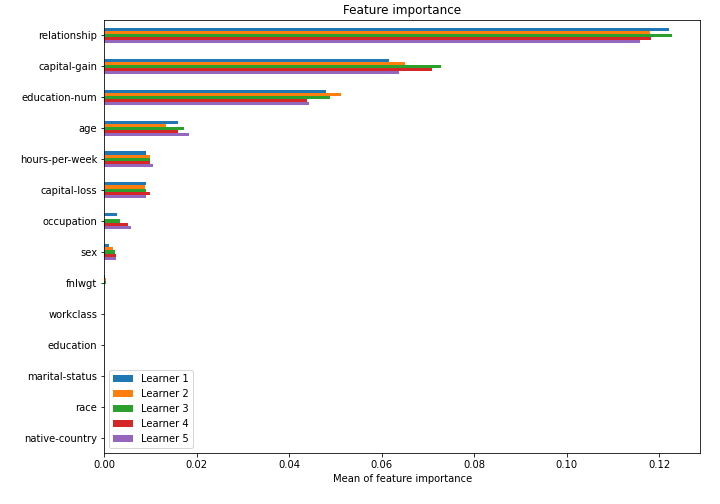 Feature importance
relationship
capital-gain
education-num
age
hours-per-week
capital-loss
occupation
sex
fnlwgt
workclass
education
marital-status
race
native-country
Learner 1
Learner 2
Learner 3
Learner 4
Learner 5
0.00 0.02 0.04 0.06 0.08 0.10 0.12
Mean of feature importance